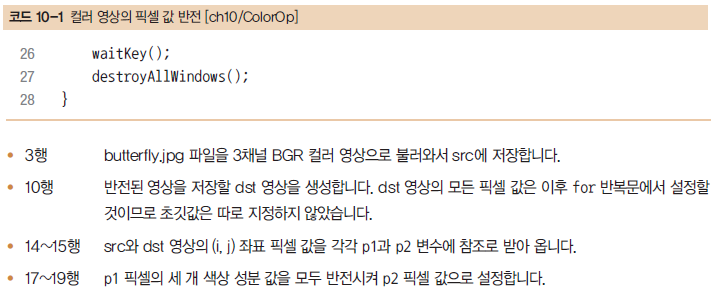 코드 10-1 컬러 영상의 픽셀 값 반전 [ch10/ColorOp]
26 waitKey();
27 destroyAllWindows();
28 }
• 3행 butterfly.jpg 파일을 3채널 BGR 컬러 영상으로 불러와서 src에 저장합니다.
• 10행 반전된 영상을 저장할 dst 영상을 생성합니다. dst 영상의 모든 픽셀 값은 이후 for 반복문에서 설정할
것이므로 초깃값은 따로 지정하지 않았습니다.
• 14~15행 src와 dst 영상의 (i, j) 좌표 픽셀 값을 각각 p1과 p2 변수에 참조로 받아 옵니다.
• 17~19행 p1 픽셀의 세 개 색상 성분 값을 모두 반전시켜 p2 픽셀 값으로 설정합니다.